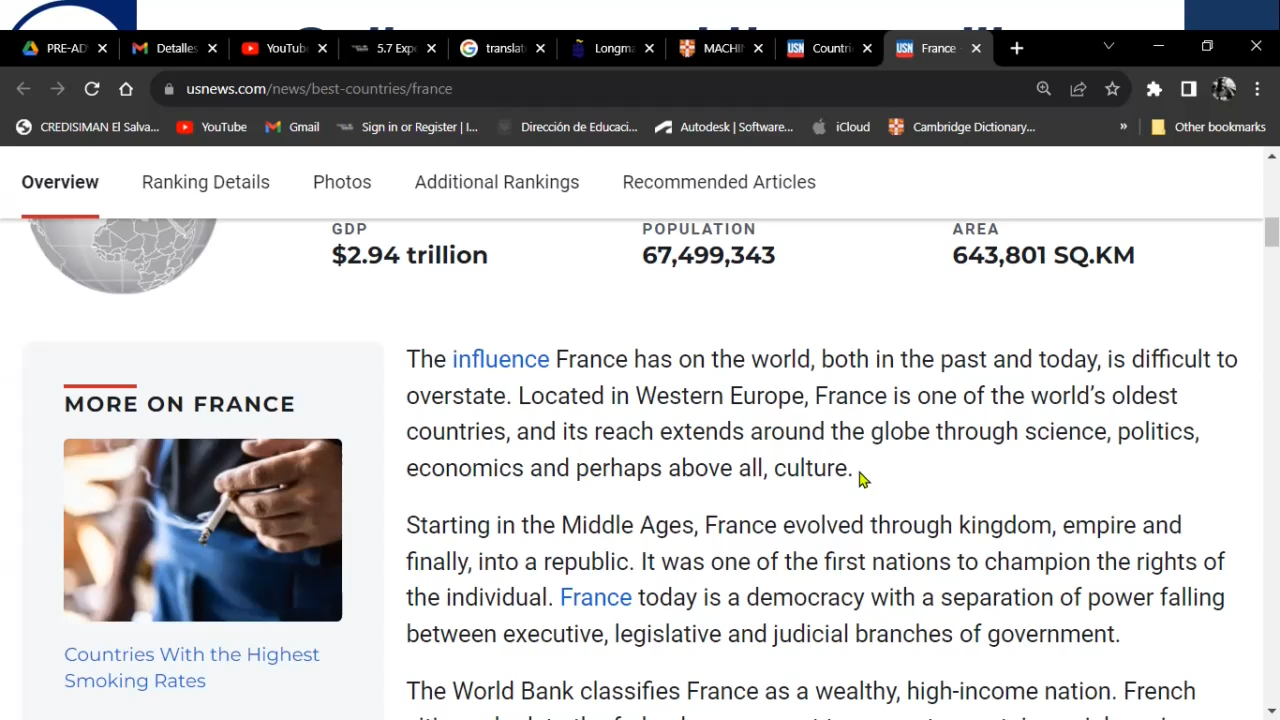 PRE-AD
Detalles
YouTub
5.7 Exp
translat
Longm
MACHI
USN Countri
USN France
usnews.com/news/best-countries/france
CREDISIMAN El Salva...
YouTube
Gmail
Sign in or Register | I...
Dirección de Educaci...
Autodesk | Software...
iCloud
Cambridge Dictionary...
»
Other bookmarks
Overview
Ranking Details
Photos
Additional Rankings
Recommended Articles
GDP
$2.94 trillion
POPULATION
67,499,343
AREA
643,801 SQ.KM
MORE ON FRANCE
Countries With the Highest
Smoking Rates
The influence France has on the world, both in the past and today, is difficult to
overstate. Located in Western Europe, France is one of the world’s oldest
countries, and its reach extends around the globe through science, politics,
economics and perhaps above all, culture.
Starting in the Middle Ages, France evolved through kingdom, empire and
finally, into a republic. It was one of the first nations to champion the rights of
the individual. France today is a democracy with a separation of power falling
between executive, legislative and judicial branches of government.
The World Bank classifies France as a wealthy, high-income nation. French